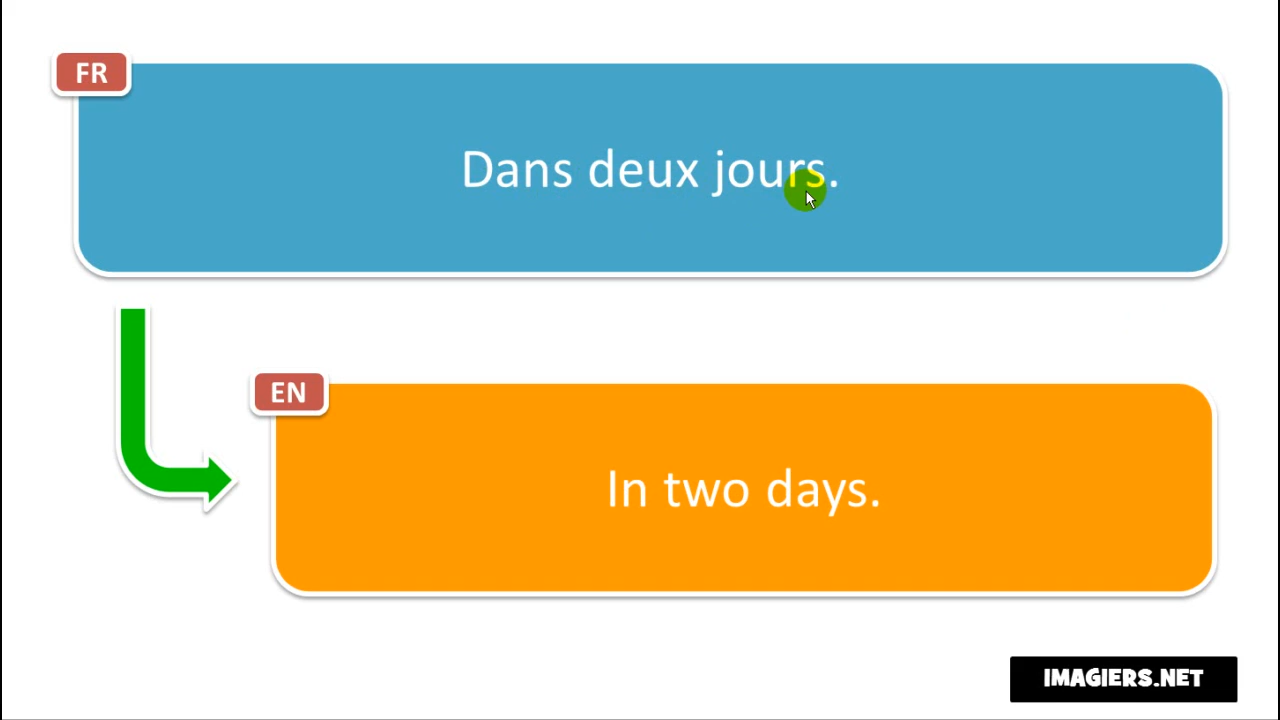 FR
Dans deux jours.
EN
In two days.
IMAGIERS.NET